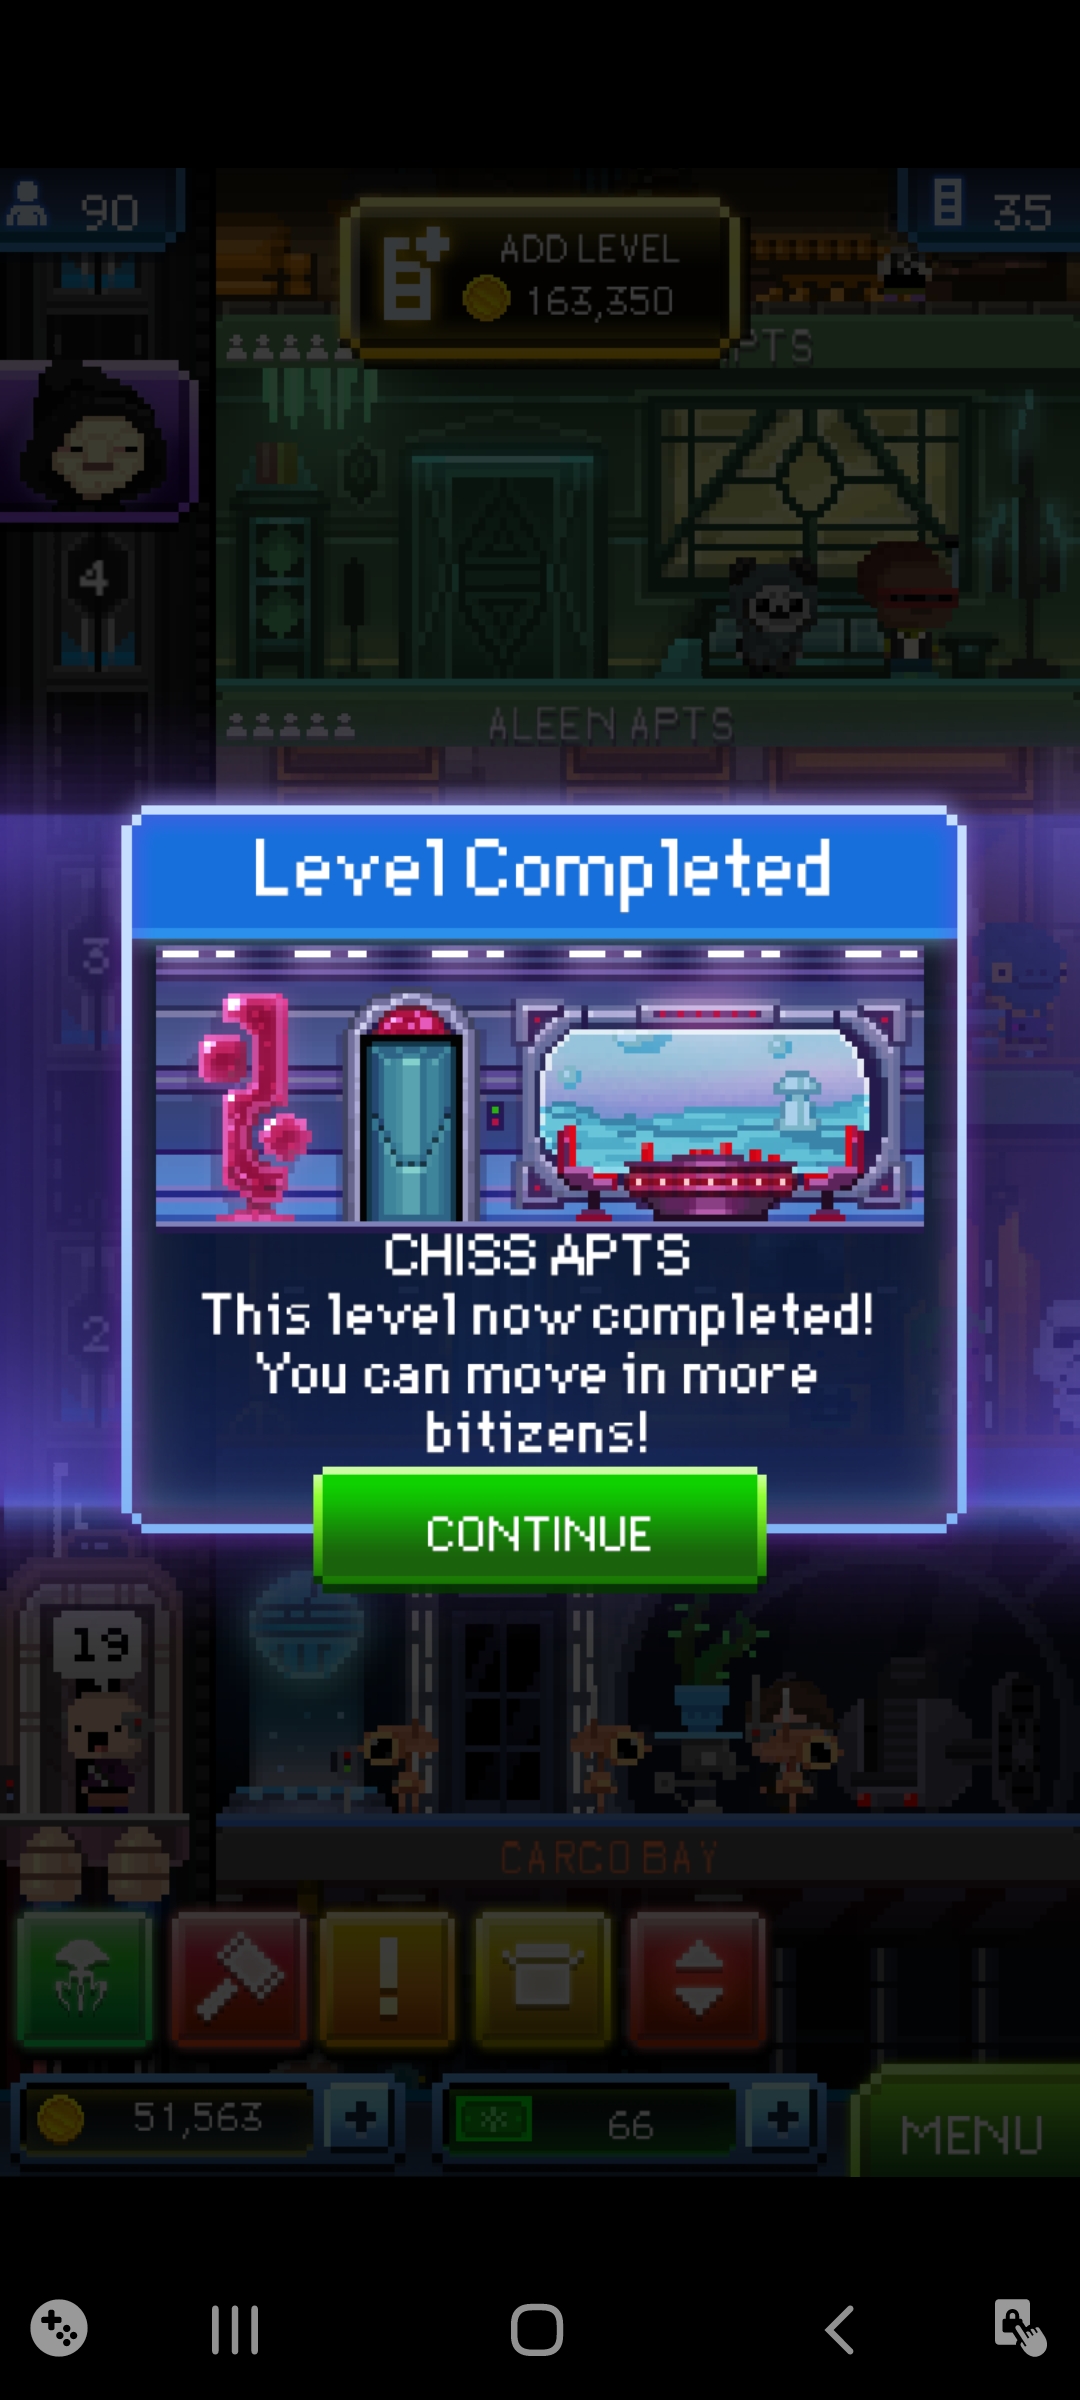 90
ADD LEVEL
163,350
35
PTS
4
ALEEN APTS
Level Completed
3
CHISS APTS
This level now completed!
2
You can move in more
bitizens!
CONTINUE
19
CARGO BAY
51,563
66
MENU